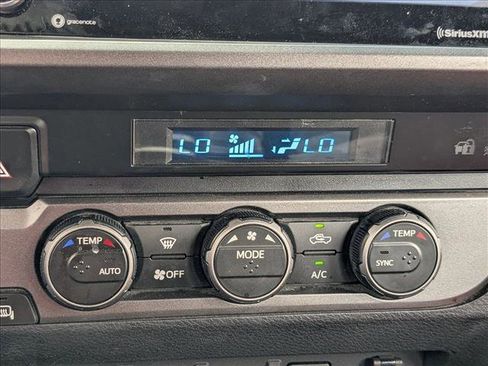 gracenote
SiriusXM
LO LO
TEMP
AUTO
OFF
MODE
A/C
TEMP
SYNC